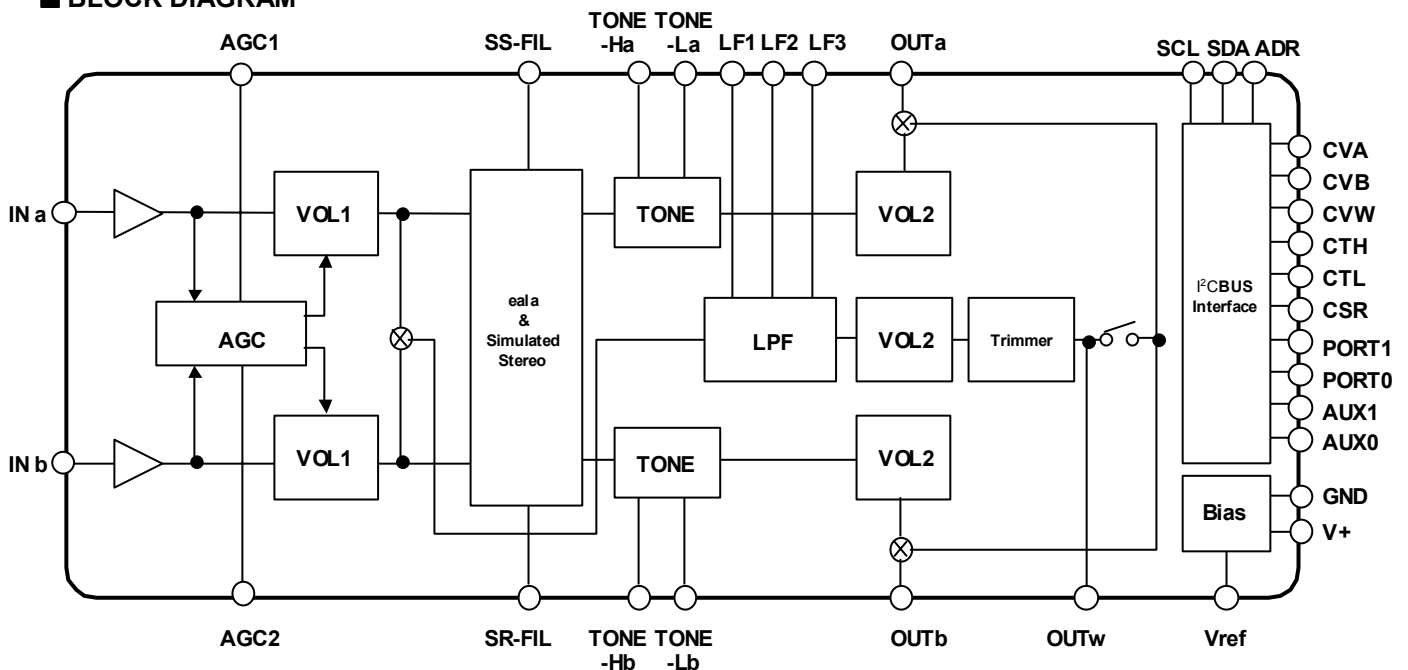 ■ BLOCK DIAGRAM
AGC1
SS-FIL
TONE
-Ha
TONE
-La
LF1 LF2 LF3
OUTa
SCL SDA ADR
IN a
VOL1
TONE
VOL2
CVA
CVB
CVW
CTH
CTL
CSR
PORT1
PORT0
AUX1
AUX0
I²CBUS
Interface
AGC
eala
&
Simulated
Stereo
LPF
VOL2
Trimmer
IN b
VOL1
TONE
VOL2
Bias
GND
V+
AGC2
SR-FIL
TONE
-Hb
TONE
-Lb
OUTb
OUTw
Vref